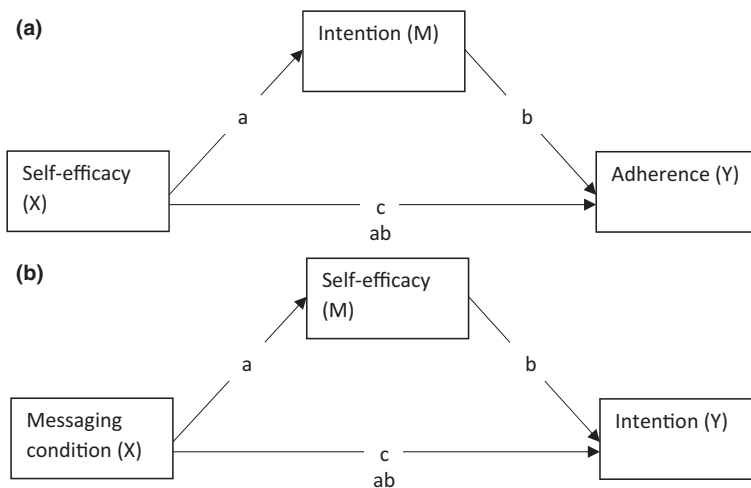 (a)
Intention (M)
a
b
Self-efficacy
(X)
Adherence (Y)
c
ab
(b)
Self-efficacy
(M)
a
b
Messaging
condition (X)
Intention (Y)
c
ab